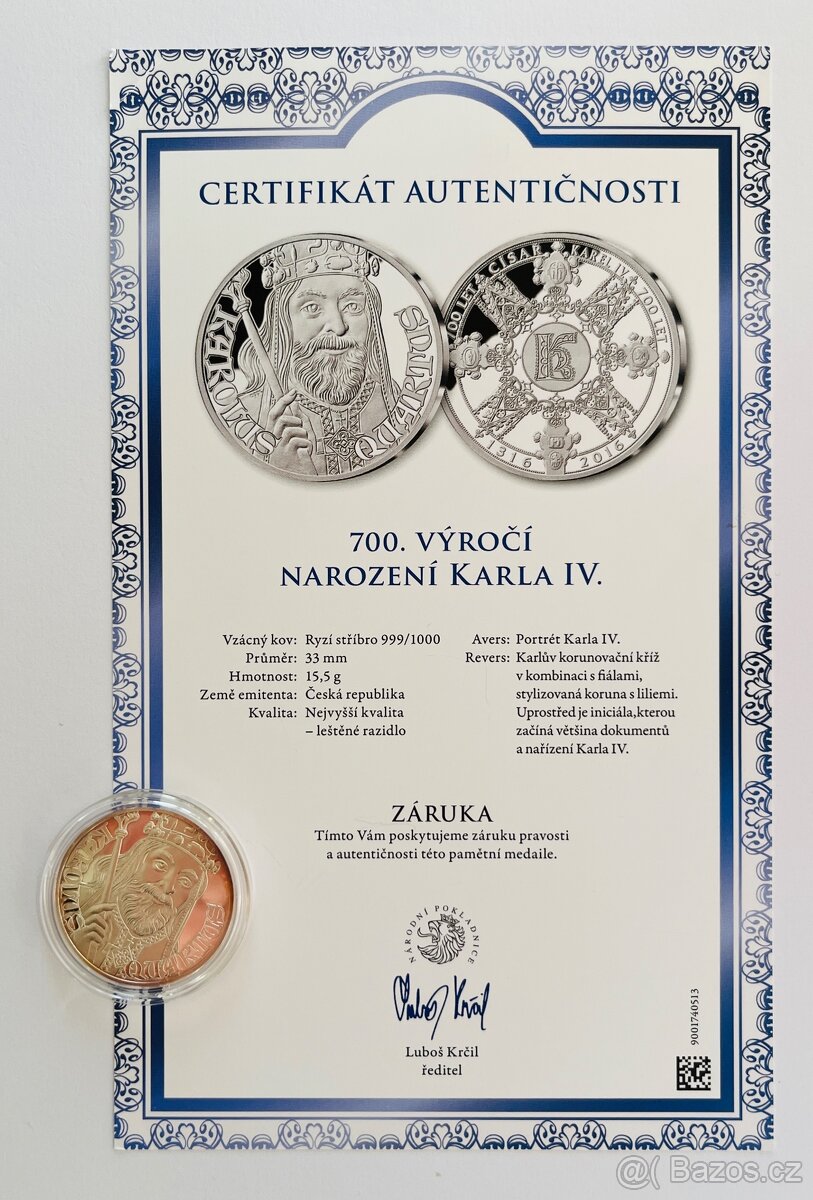 CERTIFIKÁT AUTENTIČNOSTI
KAROLUS QUARTUS
700 LET CÍSAŘ KAREL IV. 700 LET
1316 2016
700. VÝROČÍ
NAROZENÍ KARLA IV.
Vzácný kov: Ryzí stříbro 999/1000
Průměr: 33 mm
Hmotnost: 15,5 g
Země emitenta: Česká republika
Kvalita: Nejvyšší kvalita
– leštěné razidlo
Avers: Portrét Karla IV.
Revers: Karlův korunovační kříž
v kombinaci s fiálami,
stylizovaná koruna s liliemi.
Uprostřed je iniciála,kterou
začíná většina dokumentů
a nařízení Karla IV.
ZÁRUKA
Tímto Vám poskytujeme záruku pravosti
a autentičnosti této pamětní medaile.
KAROLUS QUARTUS
NÁRODNÍ POKLADNICE
Luboš Krčil
Luboš Krčil
ředitel
9001740513
@( Bazos.cz